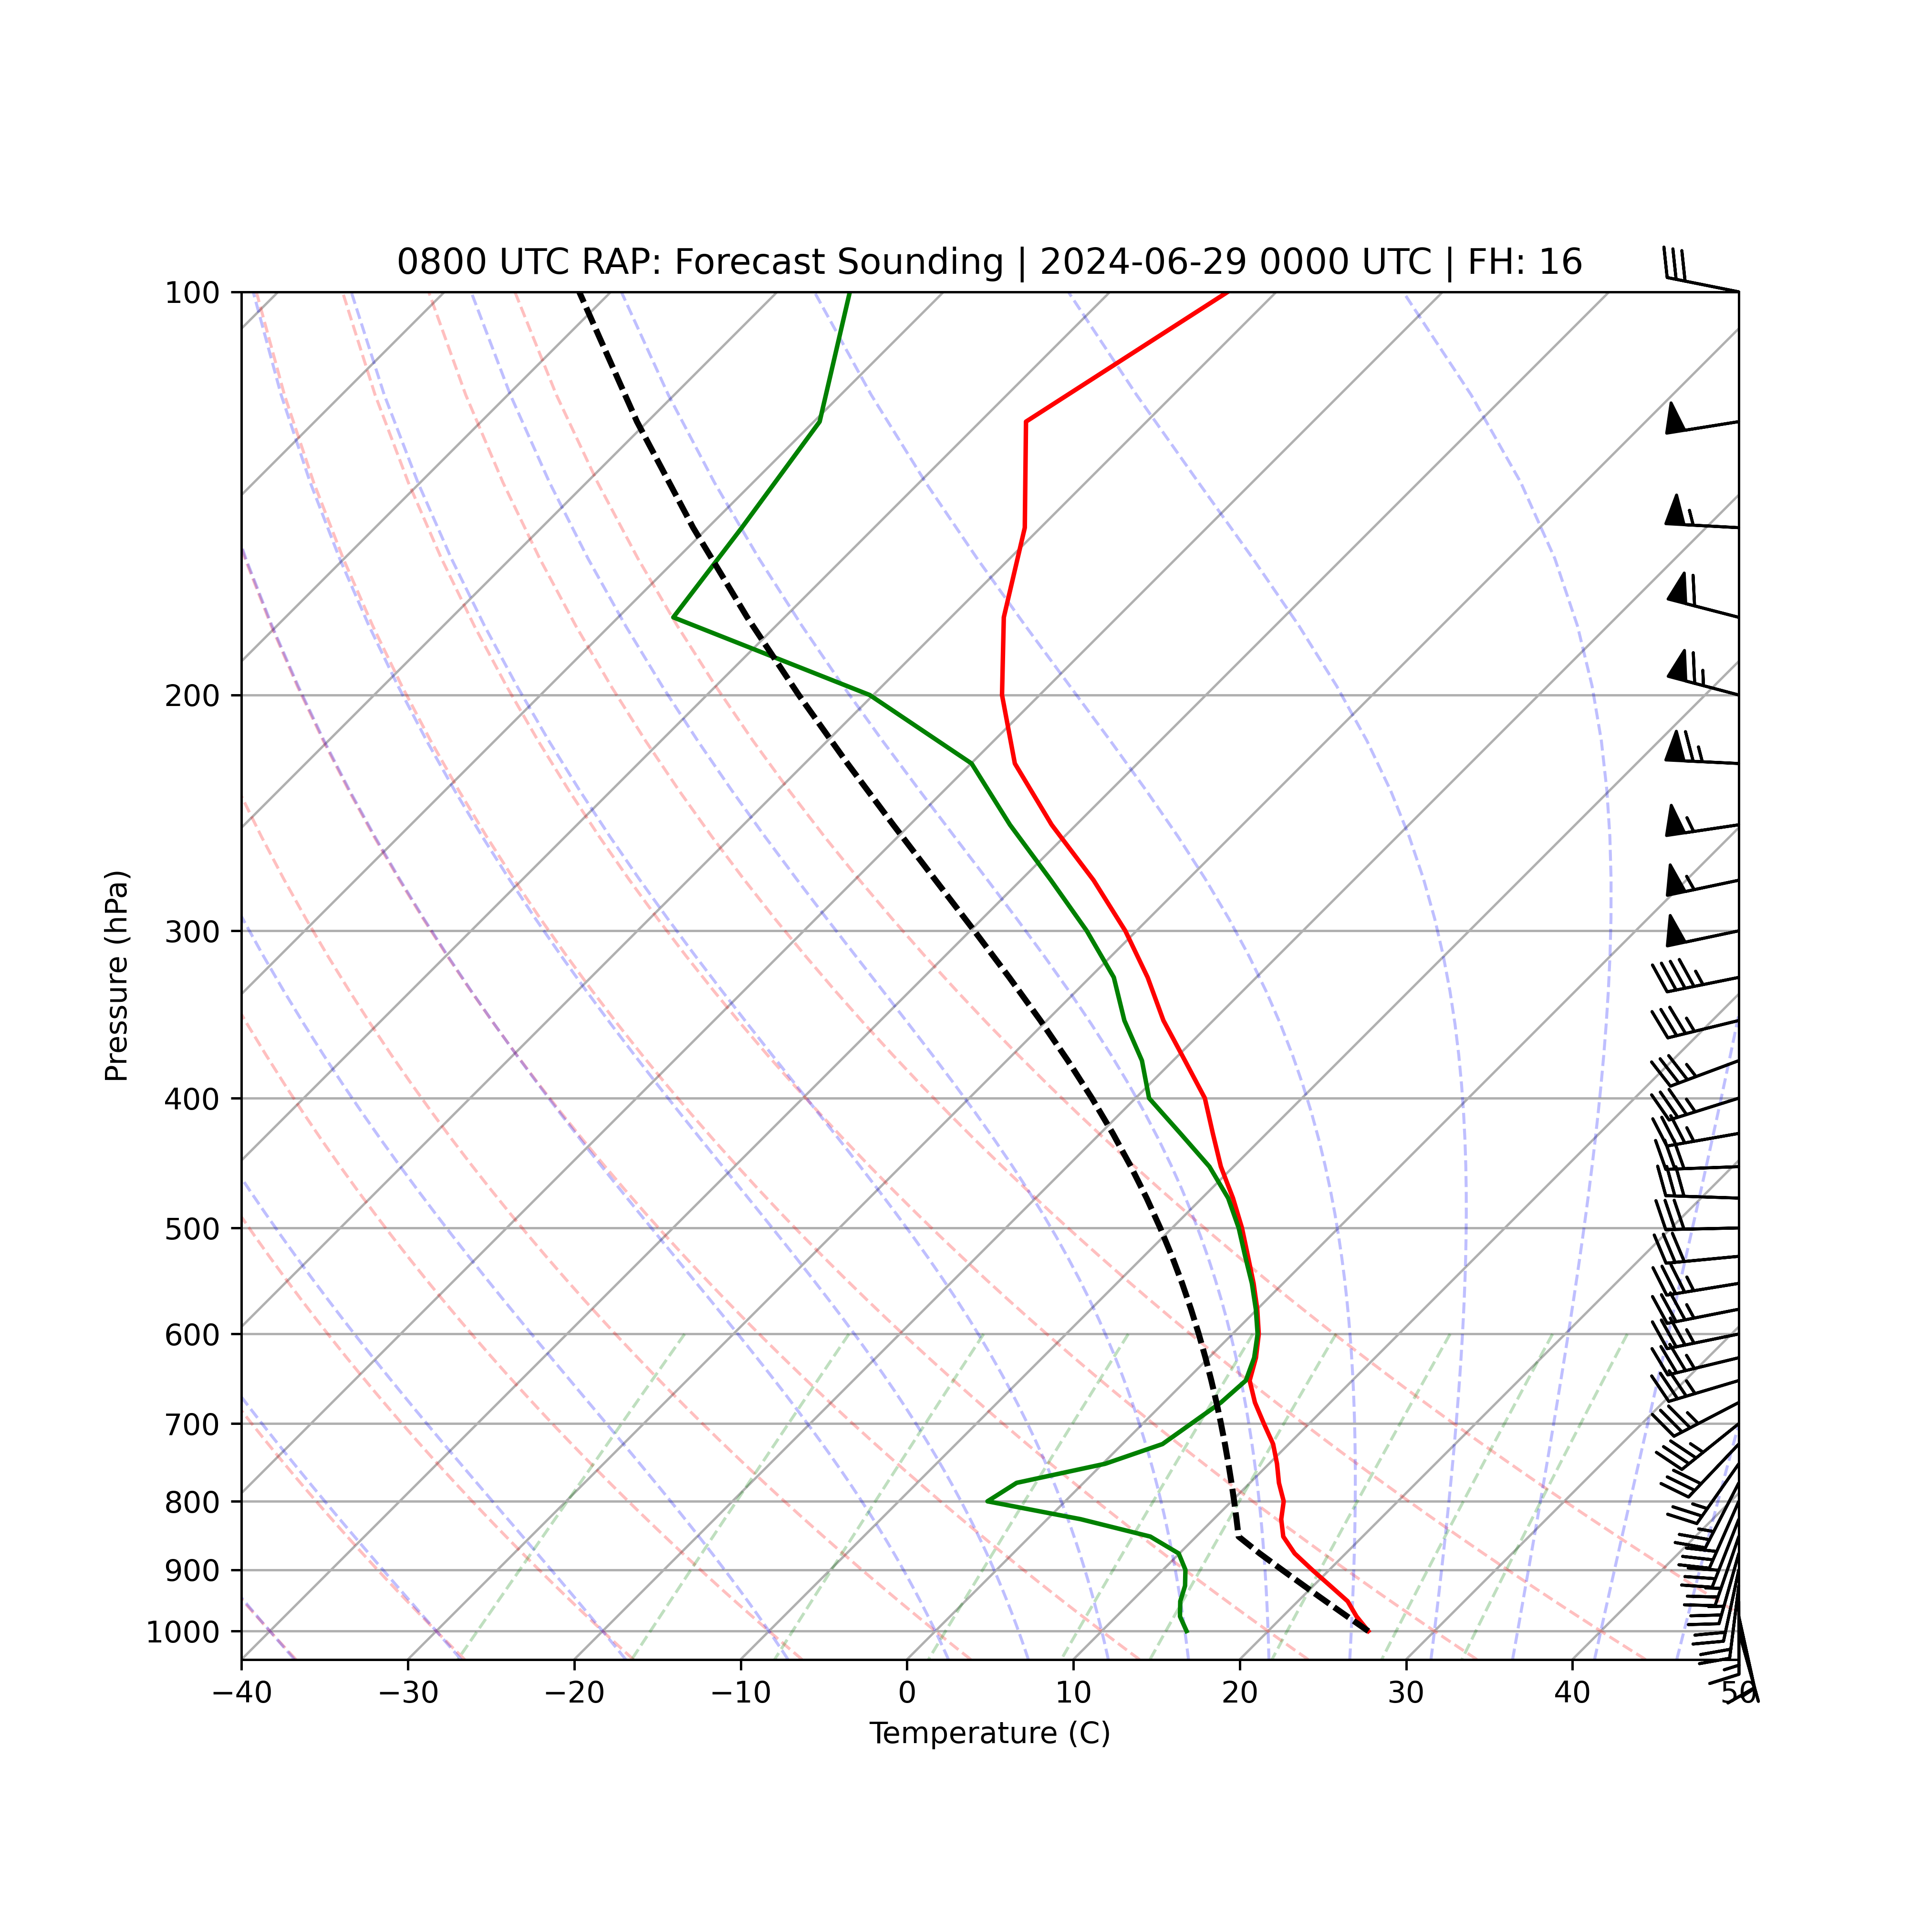 0800 UTC RAP: Forecast Sounding | 2024-06-29 0000 UTC | FH: 16
100
200
300
400
500
600
700
800
900
1000
Pressure (hPa)
−40 −30 −20 −10 0 10 20 30 40 50
Temperature (C)